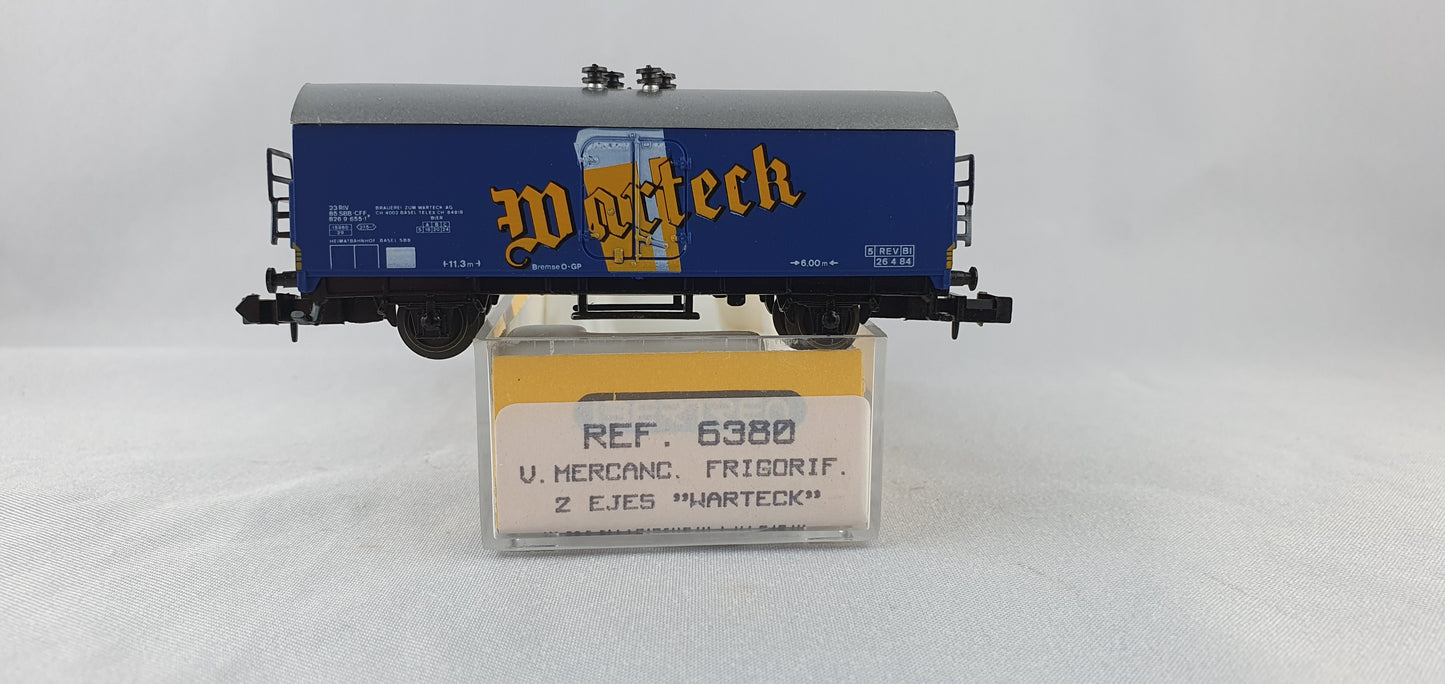 Warteck
23 RIV
85 SBB-CFF
826 9 655-1
BRAUEREI ZUM WARTECK AG
CH 4002 BASEL TELEX CH 64918
BIER
A B C
S
HEIMATBAHNHOF BASEL SBB
11.3 m
Bremse O-GP
6.00 m
5 REV BI
26 4 84
REF. 6380
V. MERCANC. FRIGORIF.
2 EJES "WARTECK"